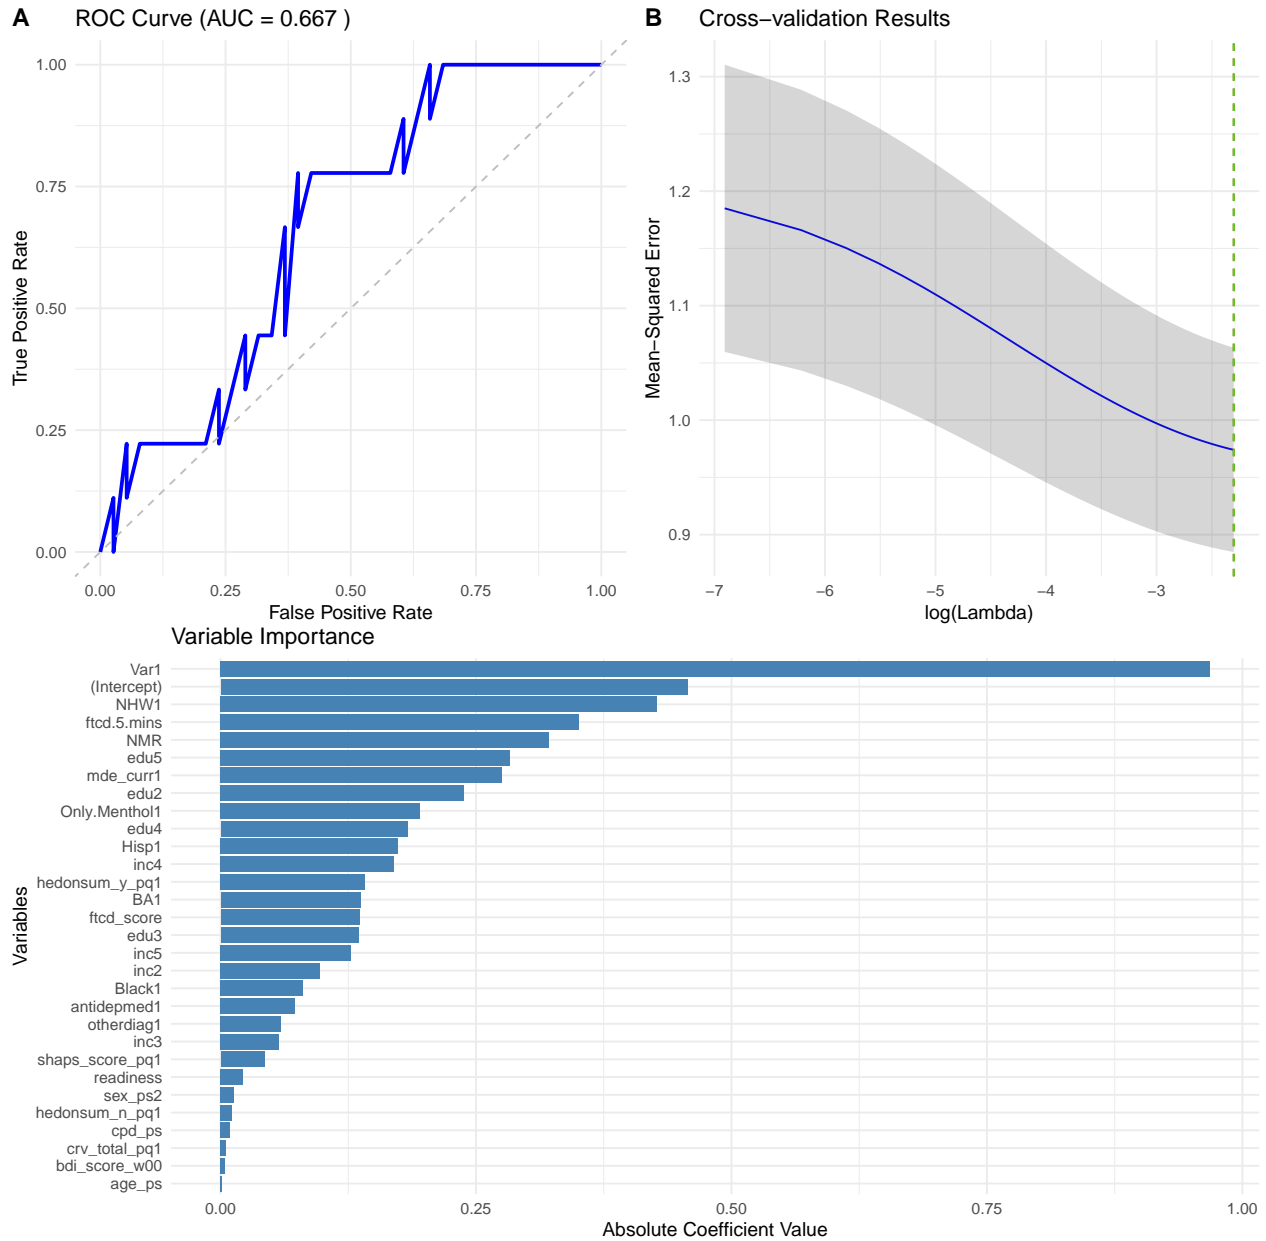 A
ROC Curve (AUC = 0.667 )
True Positive Rate
1.00
0.75
0.50
0.25
0.00
0.00 0.25 0.50 0.75 1.00
False Positive Rate
B
Cross−validation Results
Mean−Squared Error
1.3
1.2
1.1
1.0
0.9
−7 −6 −5 −4 −3
log(Lambda)
Variable Importance
Variables
Var1
(Intercept)
NHW1
ftcd.5.mins
NMR
edu5
mde_curr1
edu2
Only.Menthol1
edu4
Hisp1
inc4
hedonsum_y_pq1
BA1
ftcd_score
edu3
inc5
inc2
Black1
antidepmed1
otherdiag1
inc3
shaps_score_pq1
readiness
sex_ps2
hedonsum_n_pq1
cpd_ps
crv_total_pq1
bdi_score_w00
age_ps
0.00 0.25 0.50 0.75 1.00
Absolute Coefficient Value